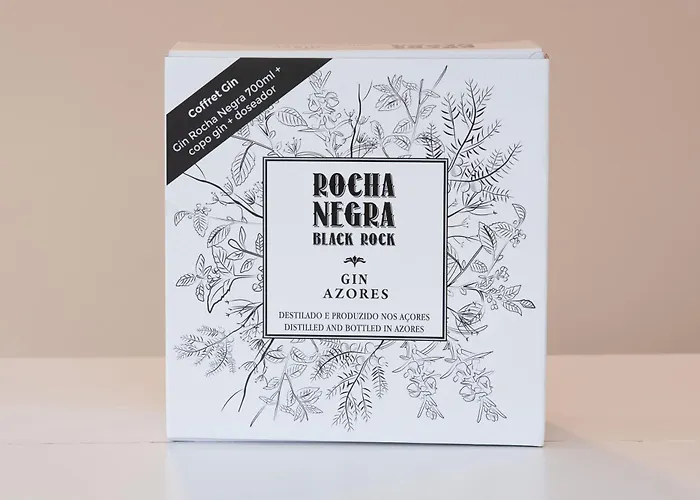 Coffret Gin
Gin Rocha Negra 700ml +
copo gin + doseador
ROCHA
NEGRA
BLACK ROCK
GIN
AZORES
DESTILADO E PRODUZIDO NOS AÇORES
DISTILLED AND BOTTLED IN AZORES